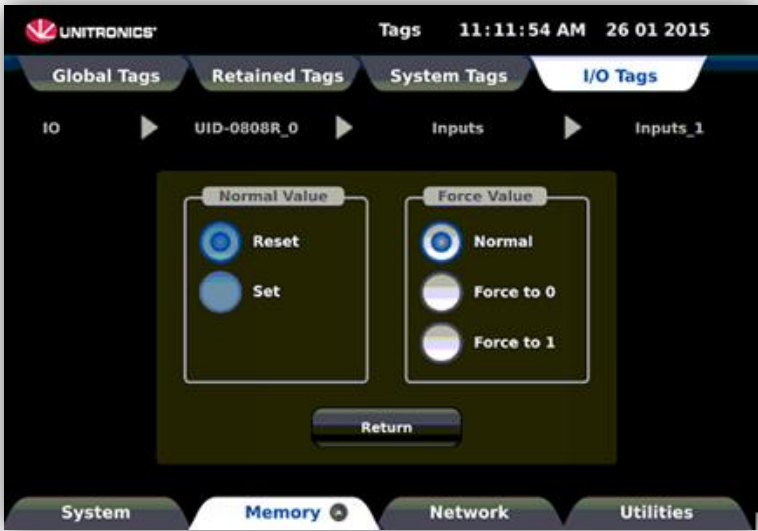 UNITRONICS Tags 11:11:54 AM 26 01 2015
Global Tags Retained Tags System Tags I/O Tags
IO UID-0808R_0 Inputs Inputs_1
Normal Value Force Value
Reset Normal
Set Force to 0
Force to 1
Return
System Memory Network Utilities